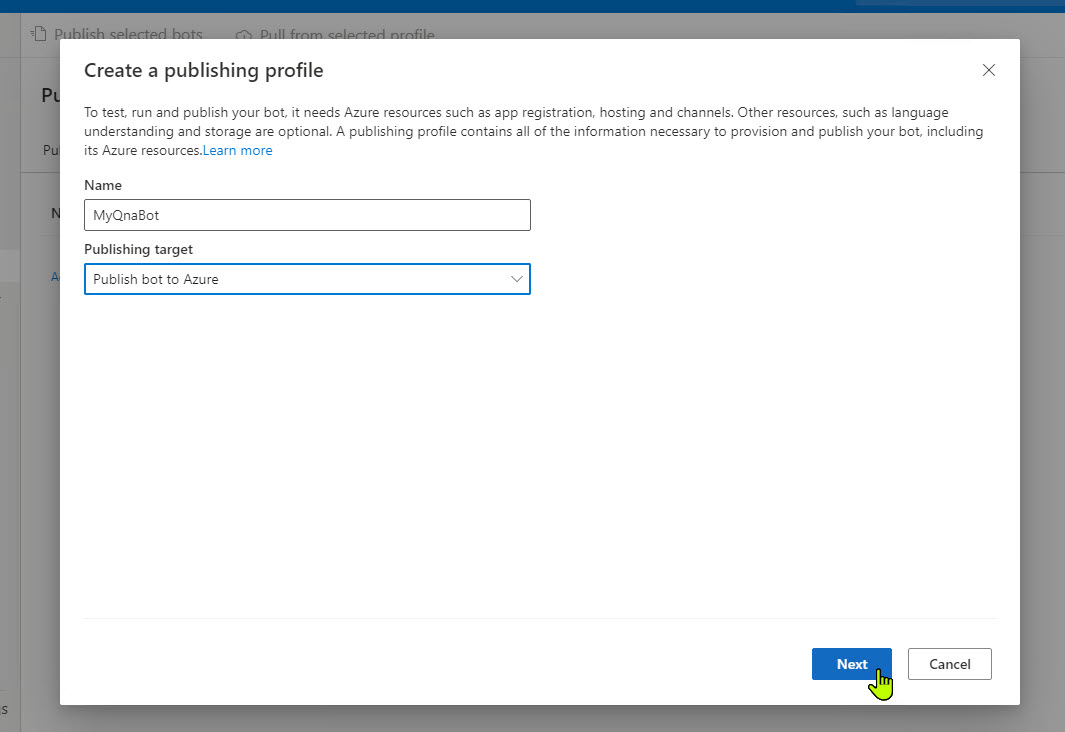 Publish selected bots Pull from selected profile
Create a publishing profile
To test, run and publish your bot, it needs Azure resources such as app registration, hosting and channels. Other resources, such as language
understanding and storage are optional. A publishing profile contains all of the information necessary to provision and publish your bot, including
its Azure resources.Learn more
Name
MyQnaBot
Publishing target
Publish bot to Azure
Next Cancel